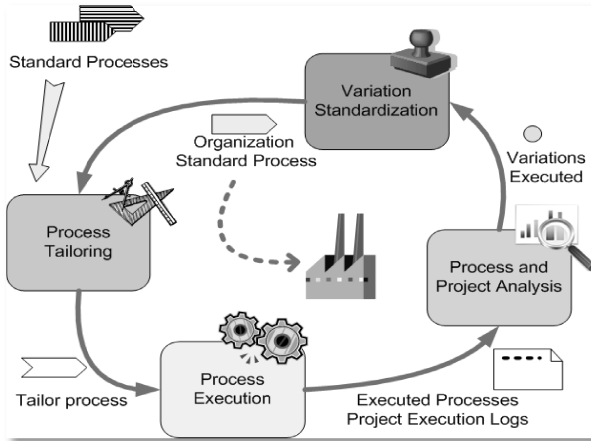 Standard Processes
Variation
Standardization
Organization
Standard Process
Variations
Executed
Process
Tailoring
Process and
Project Analysis
Tailor process
Process
Execution
Executed Processes
Project Execution Logs